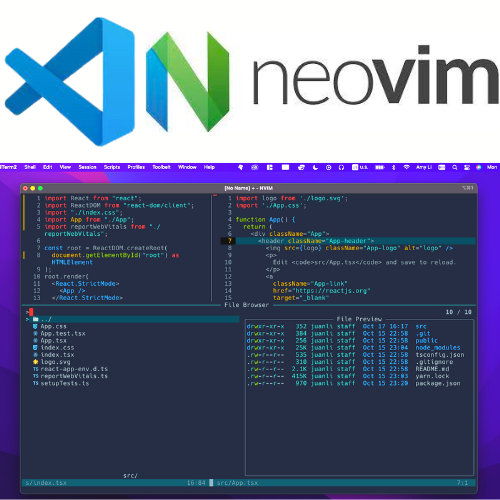 neovim
iTerm2 Shell Edit View Session Scripts Profiles Toolbelt Window Help U.S. Amy Li Mon
[No Name] + - NVIM
1 import React from "react";
2 import ReactDOM from "react-dom/client";
3 import "./index.css";
4 import App from "./App";
5 import reportWebVitals from "./
reportWebVitals";
6
7 const root = ReactDOM.createRoot(
8 document.getElementById("root") as
HTMLElement
9 );
10 root.render(
11 <React.StrictMode>
12 <App />
13 </React.StrictMode>
1 import logo from './logo.svg';
2 import './App.css';
3
4 function App() {
5 return (
6 <div className="App">
7 <header className="App-header">
8 <img src={logo} className="App-logo" alt="logo" />
9 <p>
10 Edit <code>src/App.tsx</code> and save to reload.
11 </p>
12 <a
13 className="App-link"
14 href="https://reactjs.org"
15 target="_blank"
File Browser
>
10 / 10
> ../
App.css
App.test.tsx
App.tsx
index.css
index.tsx
logo.svg
react-app-env.d.ts
reportWebVitals.ts
setupTests.ts
src/
File Preview
drwxr-xr-x 352 juanli staff Oct 17 16:17 src
drwxr-xr-x 384 juanli staff Oct 15 22:58 .git
drwxr-xr-x 256 juanli staff Oct 15 22:58 public
drwxr-xr-x 25K juanli staff Oct 15 23:04 node_modules
.rw-r--r-- 535 juanli staff Oct 15 22:58 tsconfig.json
.rw-r--r-- 310 juanli staff Oct 15 22:58 .gitignore
.rw-r--r-- 2.1K juanli staff Oct 15 22:58 README.md
.rw-r--r-- 415K juanli staff Oct 15 23:03 yarn.lock
.rw-r--r-- 970 juanli staff Oct 15 23:20 package.json
s/index.tsx 16:84 src/App.tsx 7:1